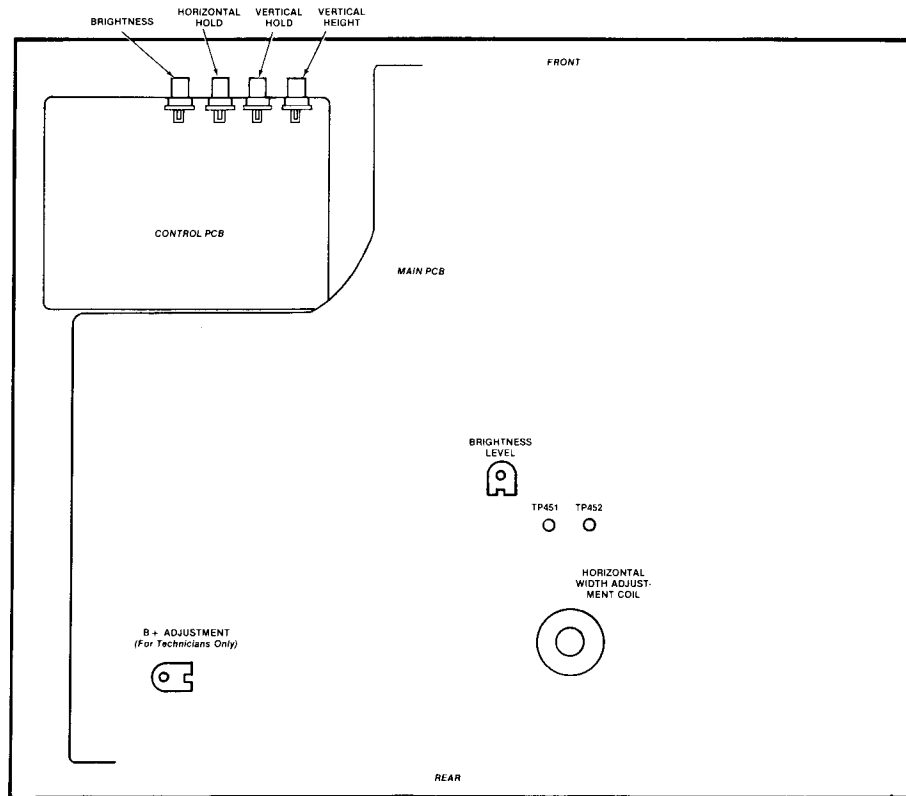 BRIGHTNESS
HORIZONTAL
HOLD
VERTICAL
HOLD
VERTICAL
HEIGHT
FRONT
CONTROL PCB
MAIN PCB
BRIGHTNESS
LEVEL
TP451 TP452
HORIZONTAL
WIDTH ADJUST-
MENT COIL
B + ADJUSTMENT
(For Technicians Only)
REAR